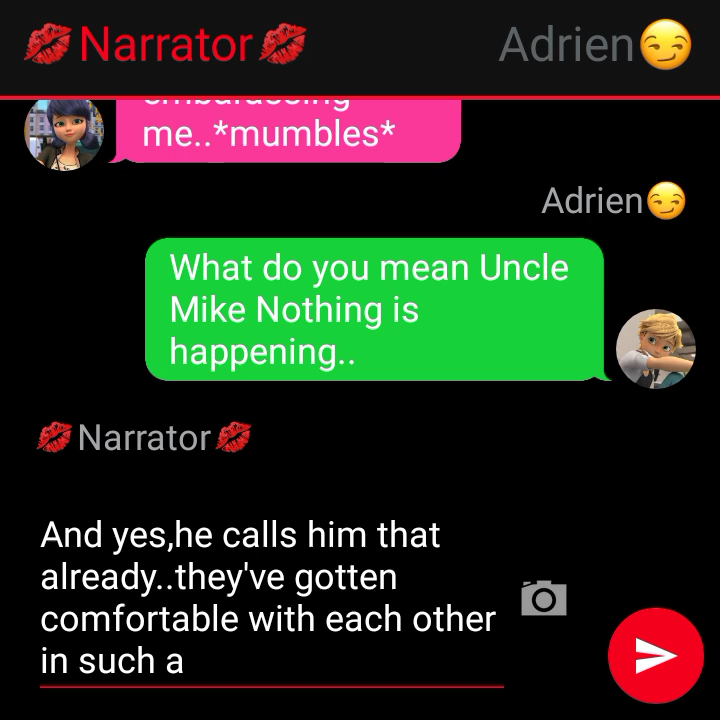 💋Narrator💋 Adrien😏
embarassing
me..*mumbles*
Adrien😏
What do you mean Uncle
Mike Nothing is
happening..
💋Narrator💋
And yes,he calls him that
already..they've gotten
comfortable with each other
in such a